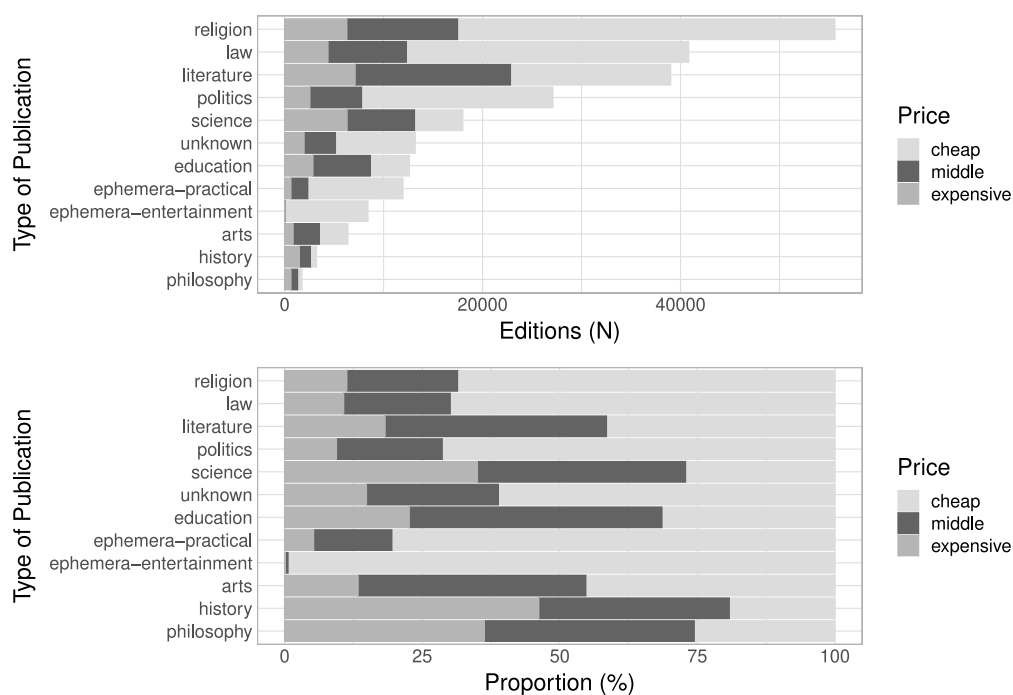 Type of Publication
religion
law
literature
politics
science
unknown
education
ephemera−practical
ephemera−entertainment
arts
history
philosophy
0
20000
40000
Editions (N)
Price
cheap
middle
expensive
Type of Publication
religion
law
literature
politics
science
unknown
education
ephemera−practical
ephemera−entertainment
arts
history
philosophy
0
25
50
75
100
Proportion (%)
Price
cheap
middle
expensive